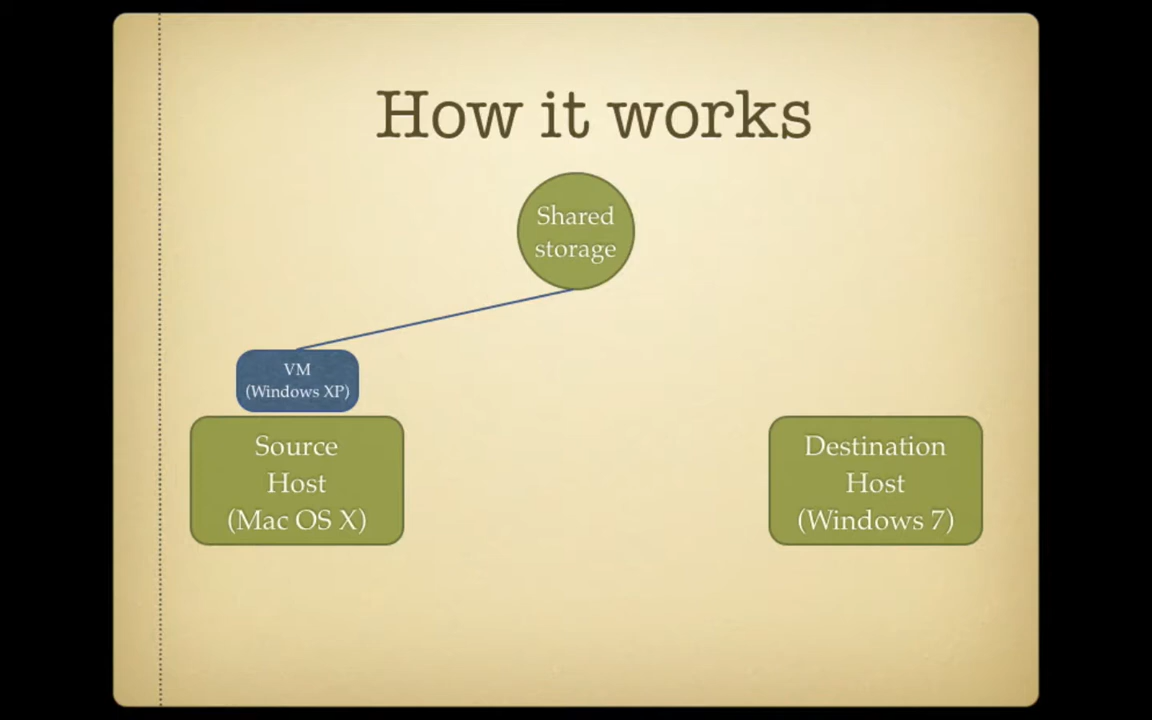 How it works
Shared
storage
VM
(Windows XP)
Source
Host
(Mac OS X)
Destination
Host
(Windows 7)